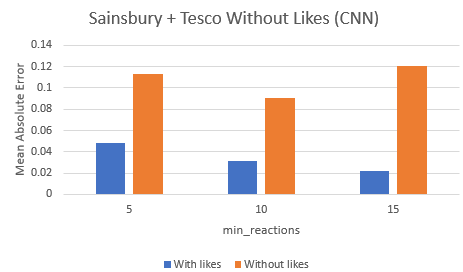 Sainsbury + Tesco Without Likes (CNN)
0.14
0.12
0.1
0.08
0.06
0.04
0.02
0
Mean Absolute Error
5 10 15
min_reactions
With likes Without likes